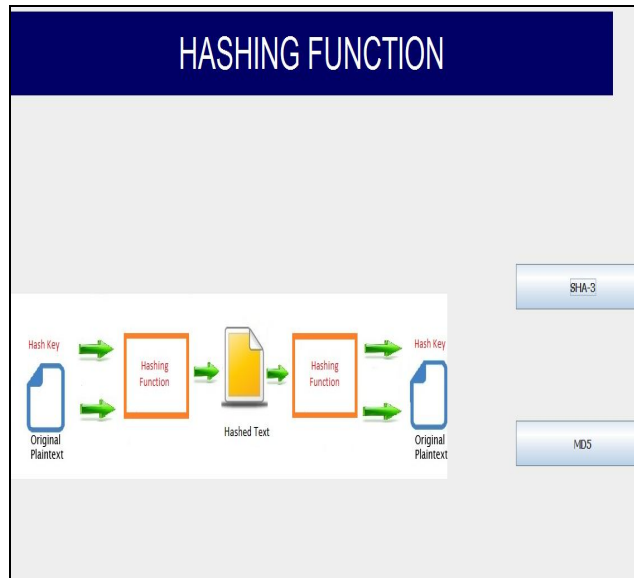 HASHING FUNCTION
SHA-3
Hash Key
Hashing
Function
Hashing
Function
Hash Key
Original
Plaintext
Hashed Text
Original
Plaintext
MD5